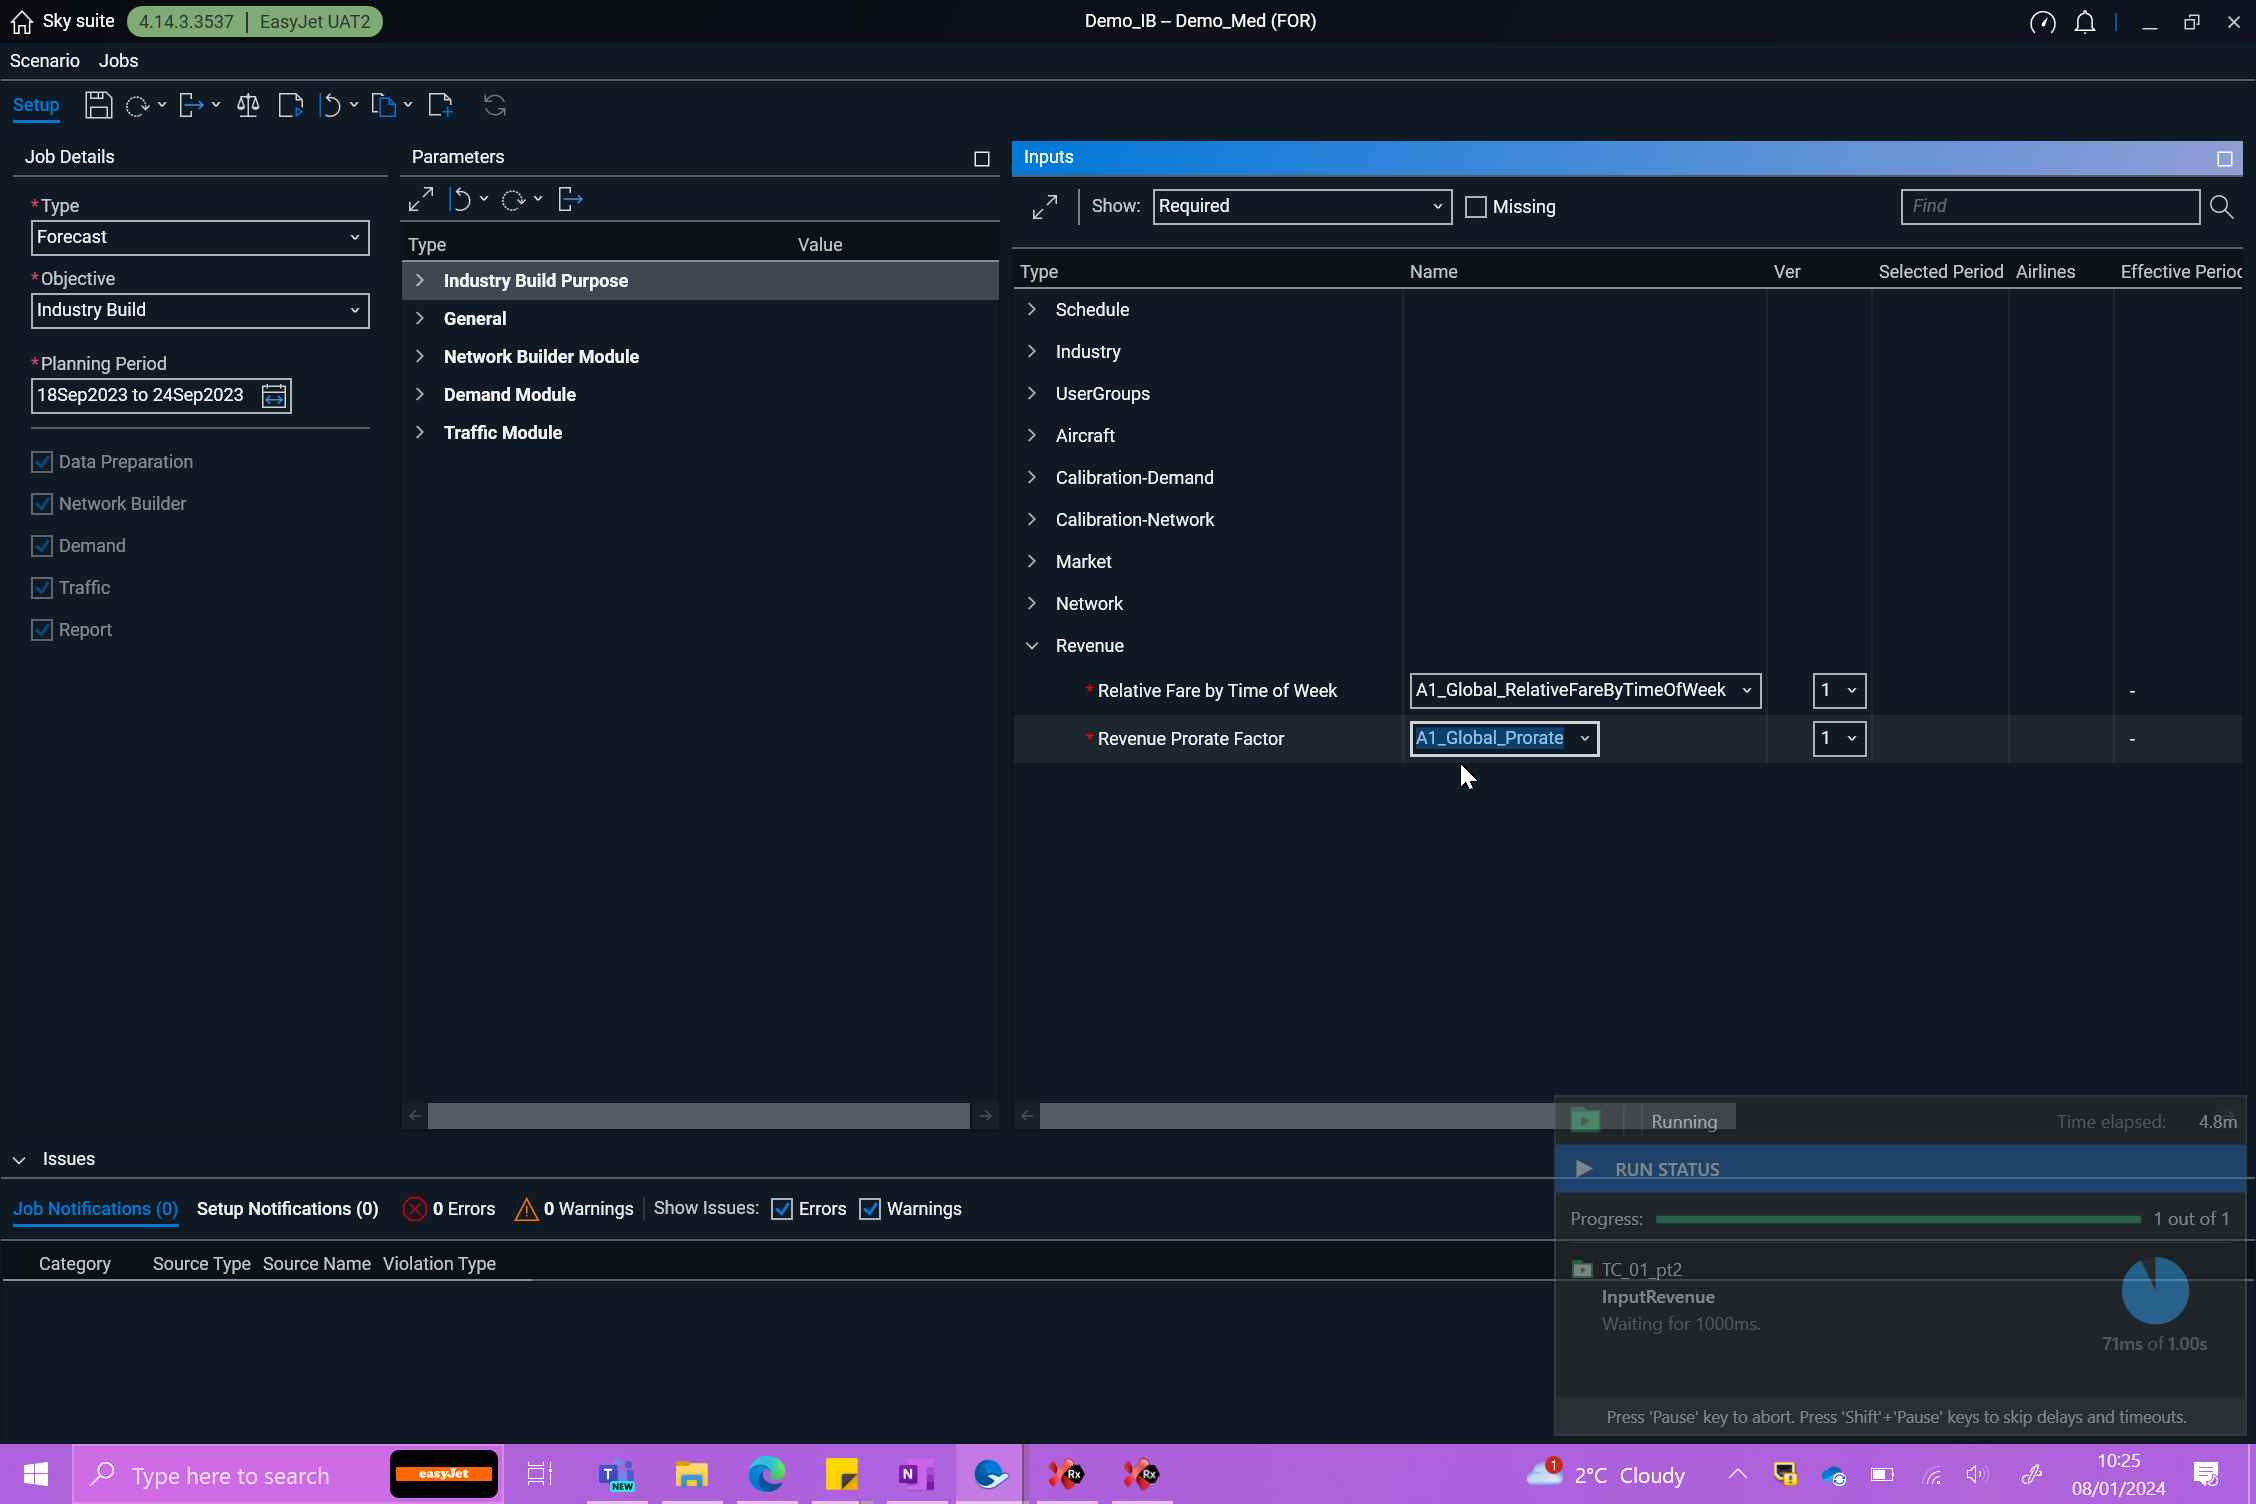 Sky suite 4.14.3.3537 | EasyJet UAT2 Demo_IB – Demo_Med (FOR)
Scenario Jobs
Setup
Job Details
*Type
Forecast
*Objective
Industry Build
*Planning Period
18Sep2023 to 24Sep2023
Data Preparation
Network Builder
Demand
Traffic
Report
Parameters
Type Value
Industry Build Purpose
General
Network Builder Module
Demand Module
Traffic Module
Inputs
Show: Required Missing Find
Type Name Ver Selected Period Airlines Effective Perio
Schedule
Industry
UserGroups
Aircraft
Calibration-Demand
Calibration-Network
Market
Network
Revenue
* Relative Fare by Time of Week A1_Global_RelativeFareByTimeOfWeek 1 -
* Revenue Prorate Factor A1_Global_Prorate 1 -
Issues
Job Notifications (0) Setup Notifications (0) 0 Errors 0 Warnings Show Issues: Errors Warnings
Category Source Type Source Name Violation Type
Running Time elapsed: 4.8m
RUN STATUS
Progress: 1 out of 1
TC_01_pt2
InputRevenue
Waiting for 1000ms.
71ms of 1.00s
Press 'Pause' key to abort. Press 'Shift'+'Pause' keys to skip delays and timeouts.
Type here to search easyJet T NEW N Rx Rx 1 2°C Cloudy 10:25
08/01/2024